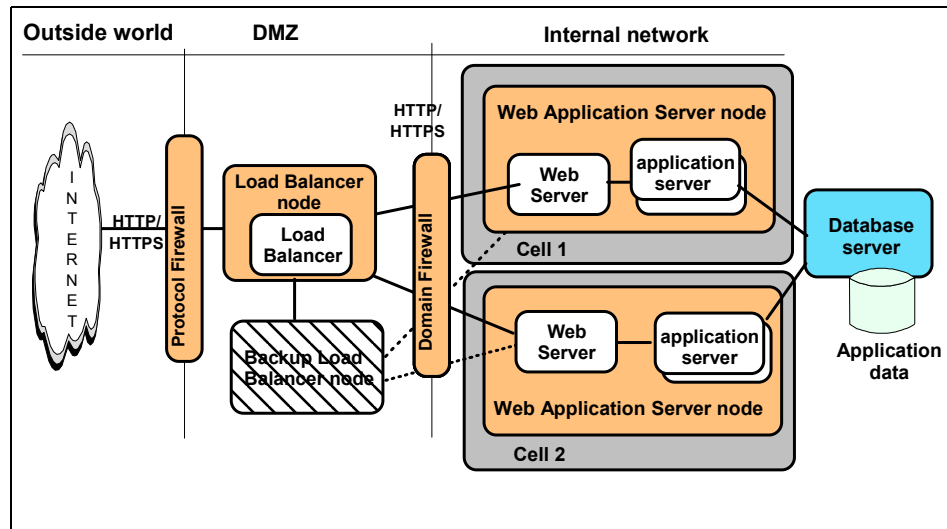 Outside world
DMZ
Internal network
INTERNET
HTTP/
HTTPS
Protocol Firewall
Load Balancer
node
Load
Balancer
Backup Load
Balancer node
HTTP/
HTTPS
Domain Firewall
Web Application Server node
Web
Server
application
server
Cell 1
Web
Server
application
server
Web Application Server node
Cell 2
Database
server
Application
data